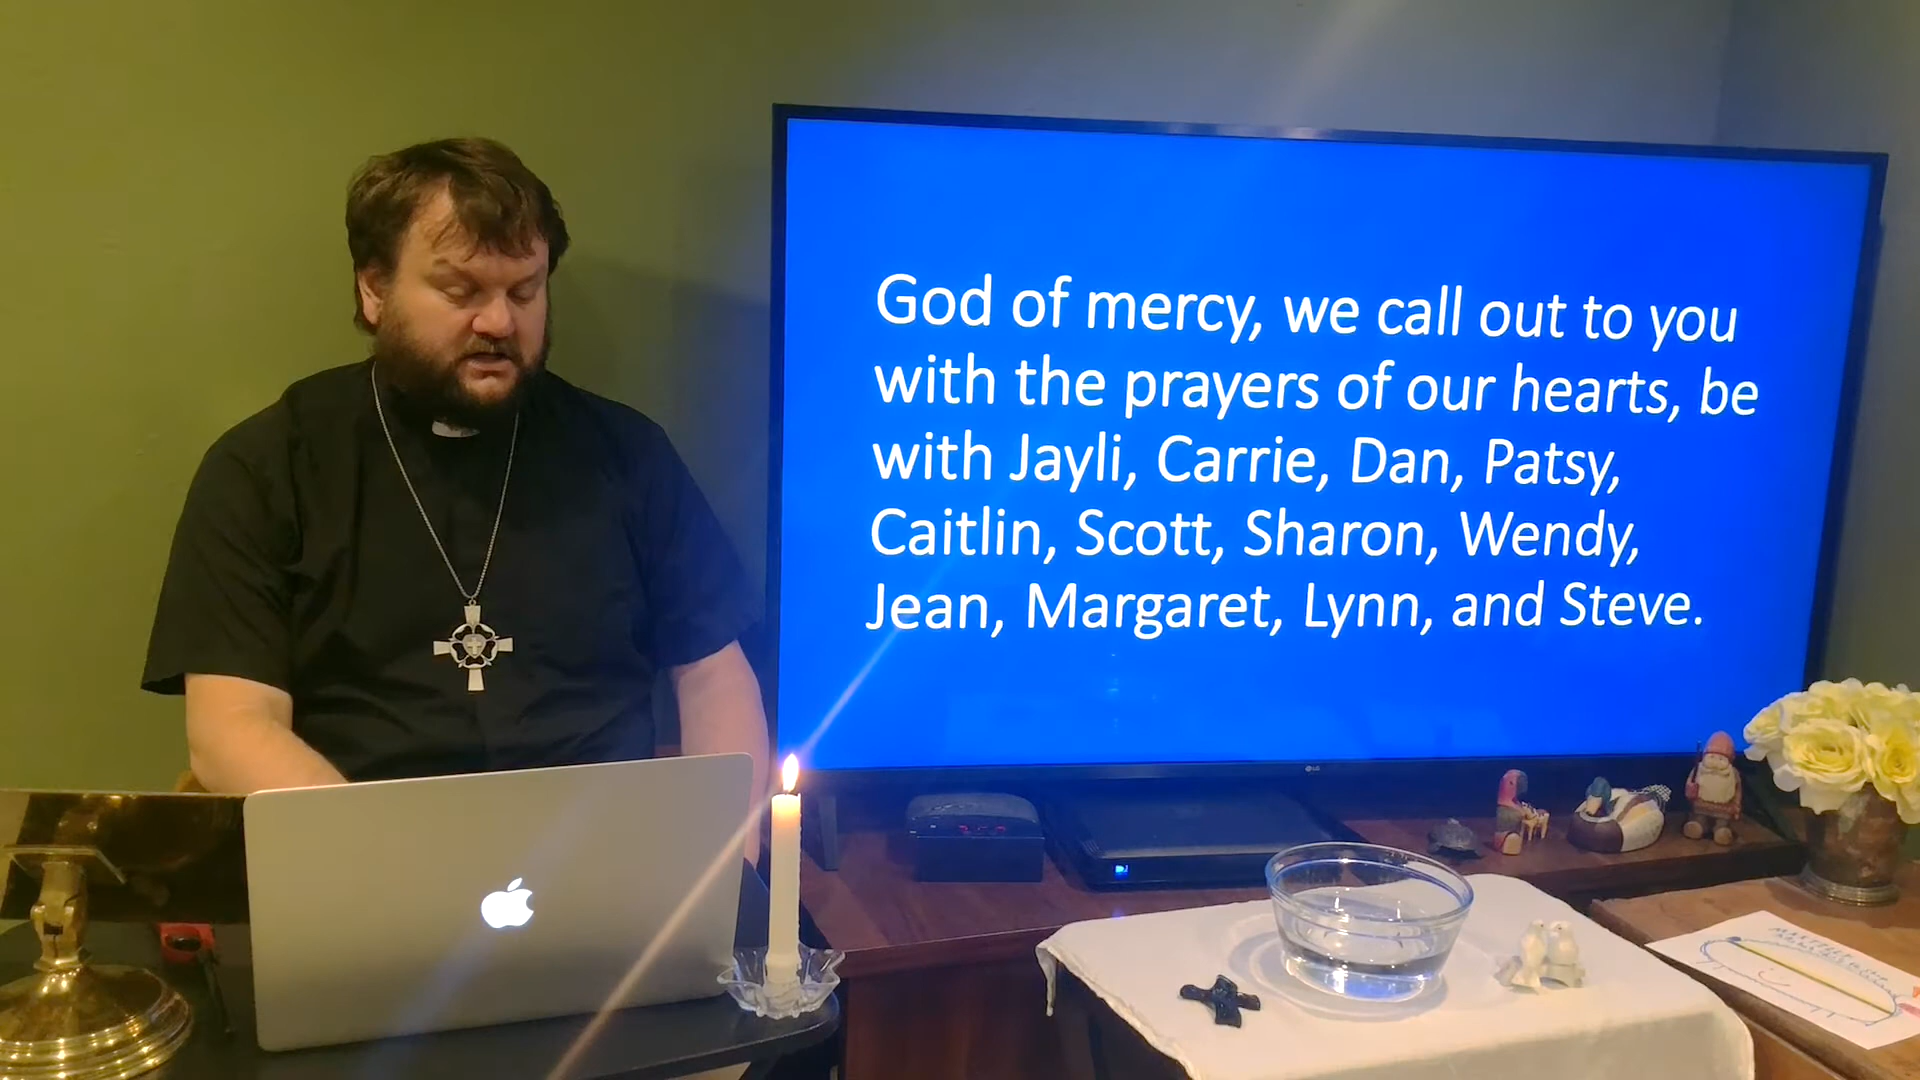 God of mercy, we call out to you
with the prayers of our hearts, be
with Jayli, Carrie, Dan, Patsy,
Caitlin, Scott, Sharon, Wendy,
Jean, Margaret, Lynn, and Steve.
LG